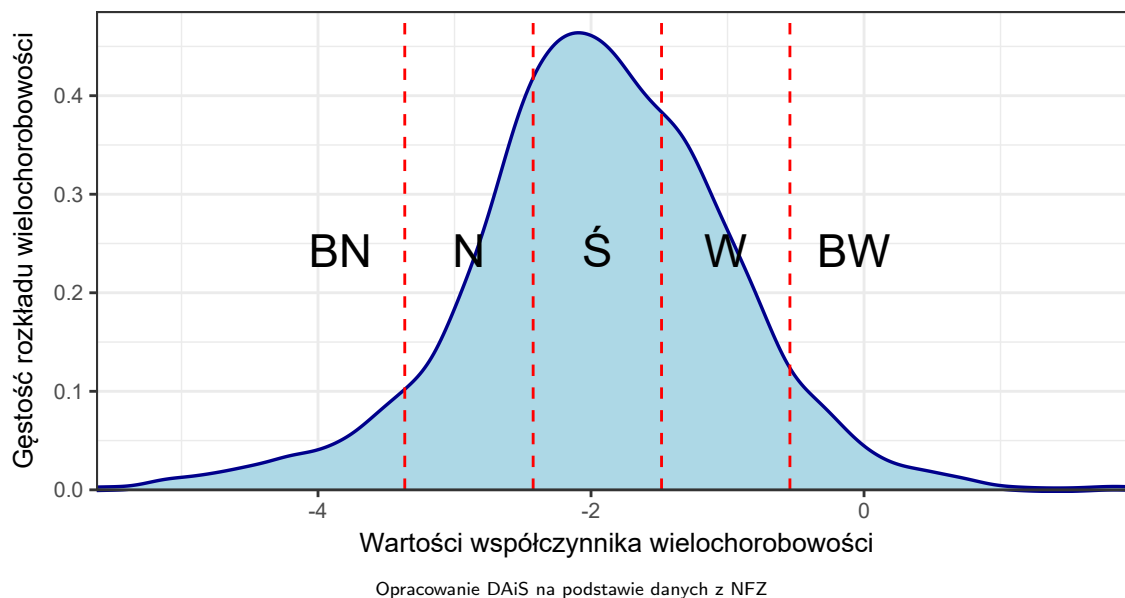 Gęstość rozkładu wielochorobowości
0.4
0.3
0.2
0.1
0.0
BN N Ś W BW
-4 -2 0
Wartości współczynnika wielochorobowości
Opracowanie DAiS na podstawie danych z NFZ